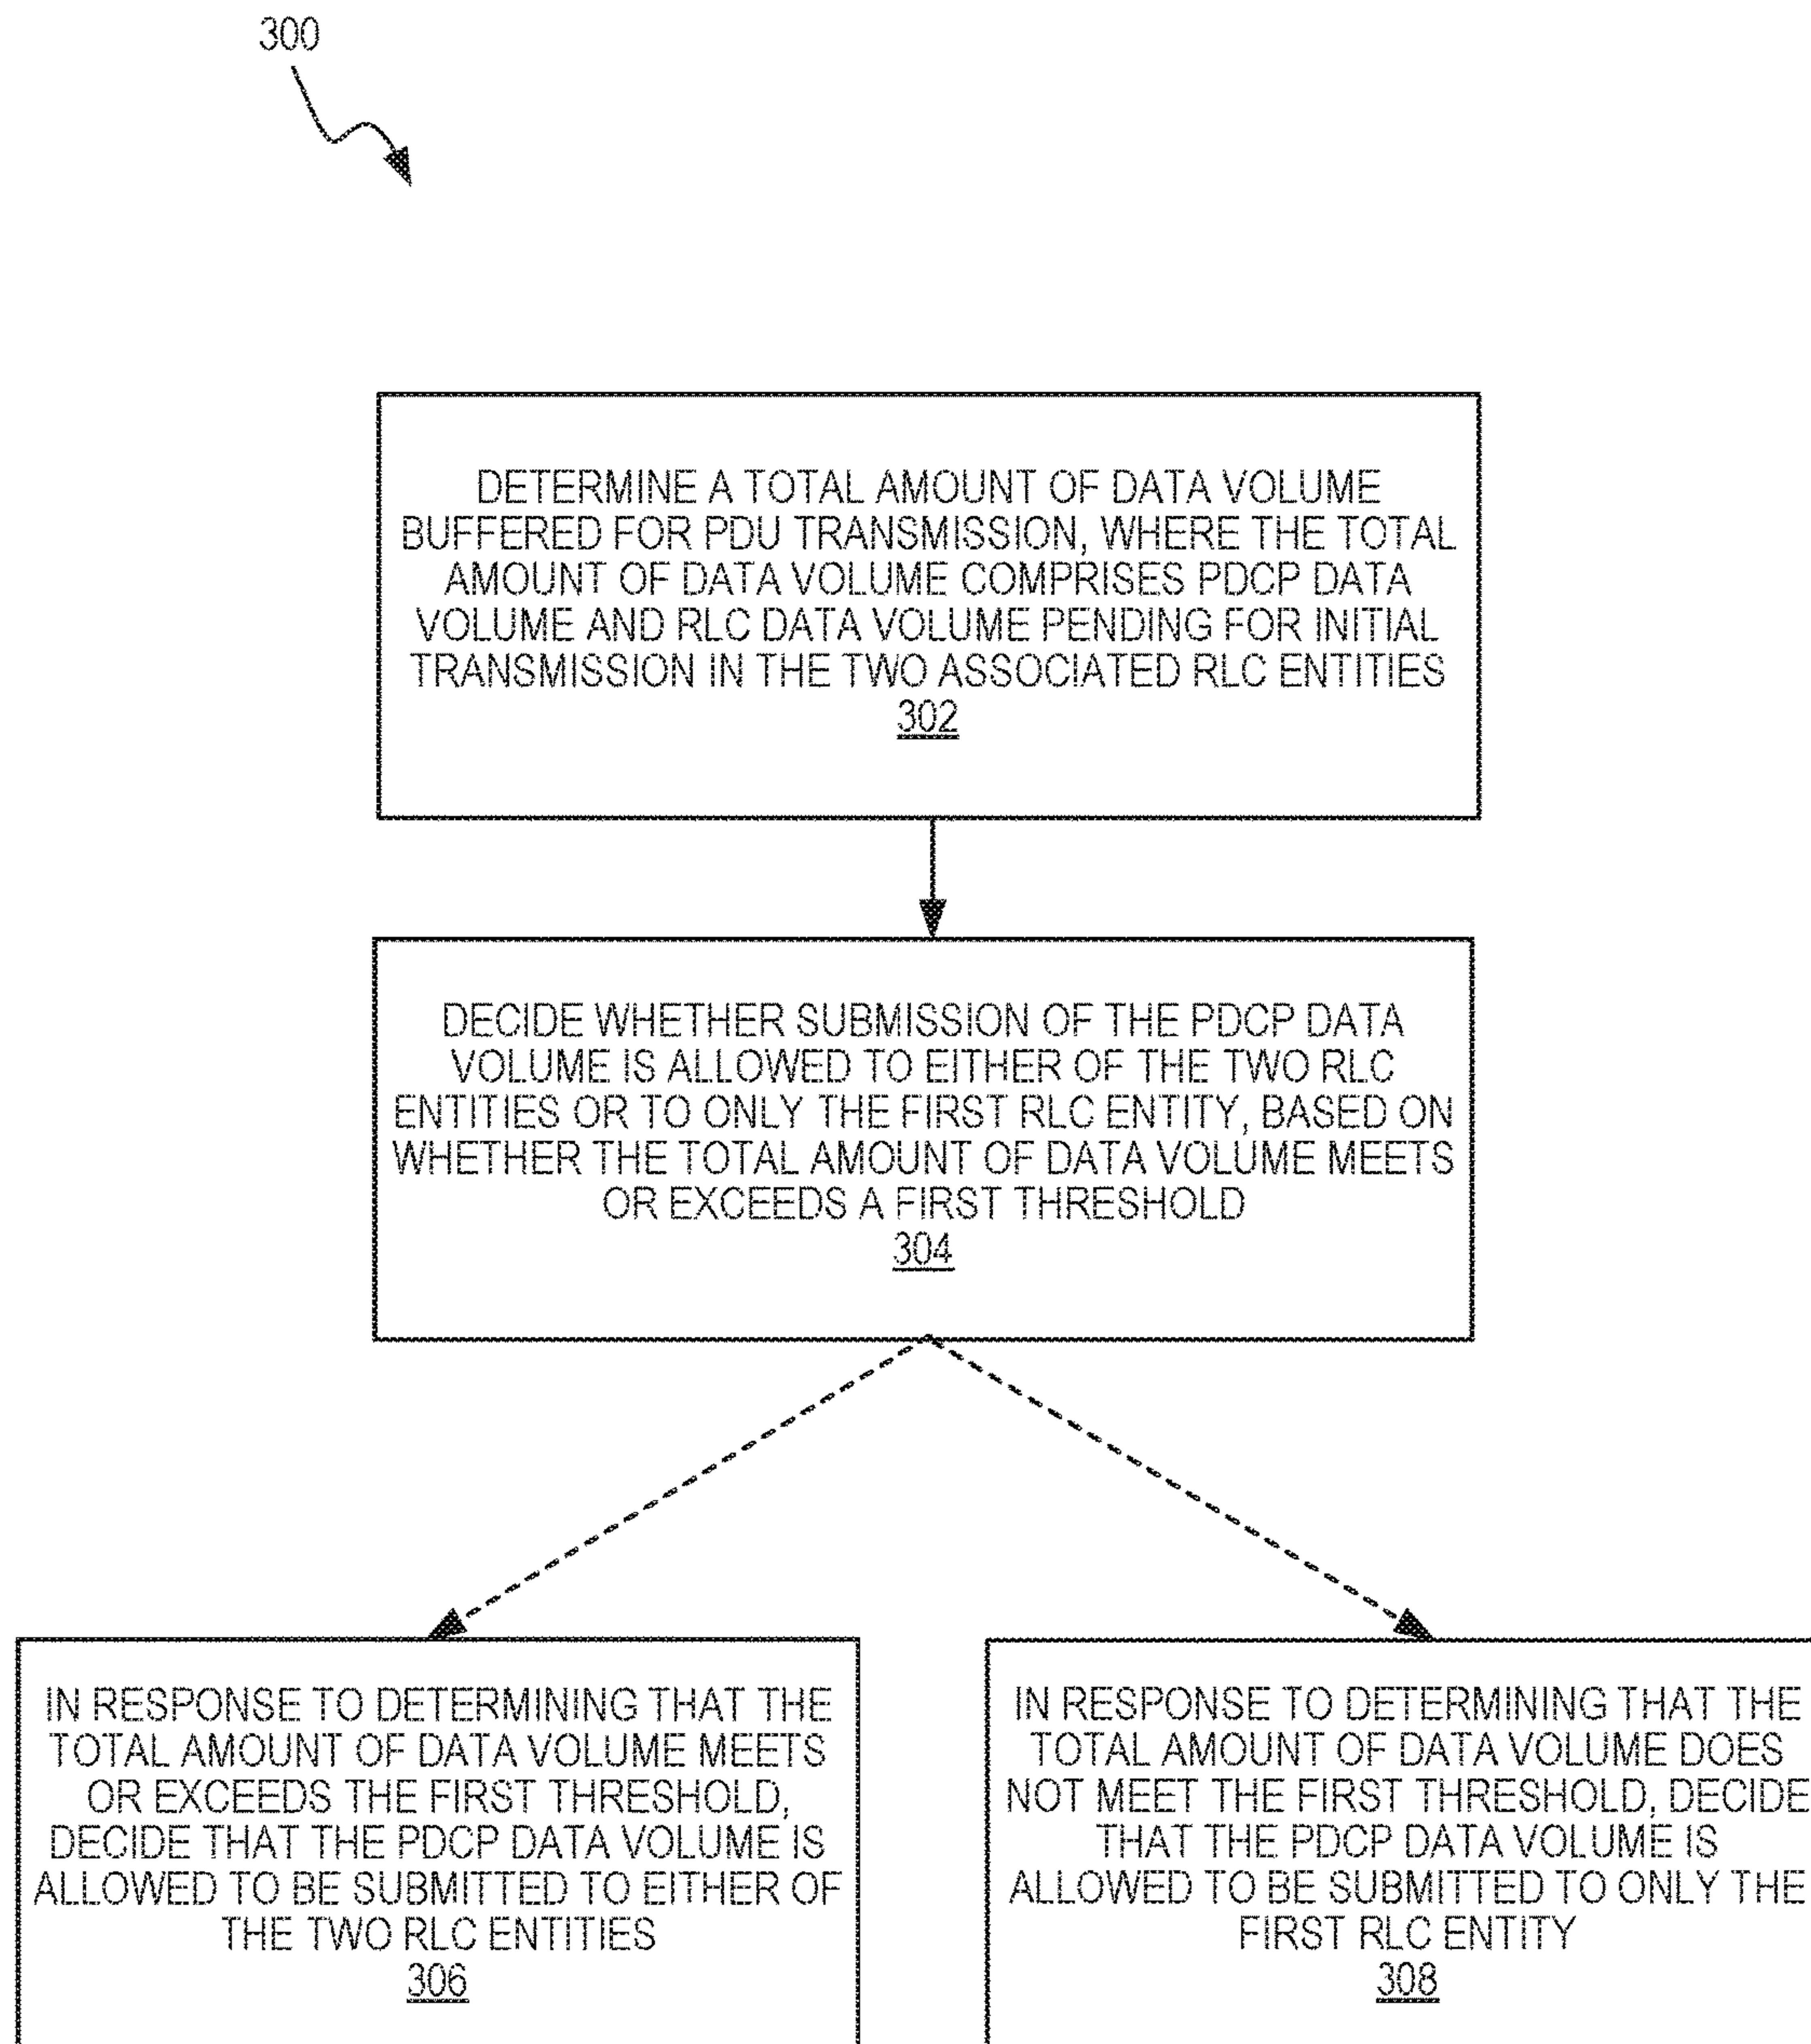 300
DETERMINE A TOTAL AMOUNT OF DATA VOLUME
BUFFERED FOR PDU TRANSMISSION, WHERE THE TOTAL
AMOUNT OF DATA VOLUME COMPRISES PDCP DATA
VOLUME AND RLC DATA VOLUME PENDING FOR INITIAL
TRANSMISSION IN THE TWO ASSOCIATED RLC ENTITIES
302
DECIDE WHETHER SUBMISSION OF THE PDCP DATA
VOLUME IS ALLOWED TO EITHER OF THE TWO RLC
ENTITIES OR TO ONLY THE FIRST RLC ENTITY, BASED ON
WHETHER THE TOTAL AMOUNT OF DATA VOLUME MEETS
OR EXCEEDS A FIRST THRESHOLD
304
IN RESPONSE TO DETERMINING THAT THE
TOTAL AMOUNT OF DATA VOLUME MEETS
OR EXCEEDS THE FIRST THRESHOLD,
DECIDE THAT THE PDCP DATA VOLUME IS
ALLOWED TO BE SUBMITTED TO EITHER OF
THE TWO RLC ENTITIES
306
IN RESPONSE TO DETERMINING THAT THE
TOTAL AMOUNT OF DATA VOLUME DOES
NOT MEET THE FIRST THRESHOLD, DECIDE
THAT THE PDCP DATA VOLUME IS
ALLOWED TO BE SUBMITTED TO ONLY THE
FIRST RLC ENTITY
308